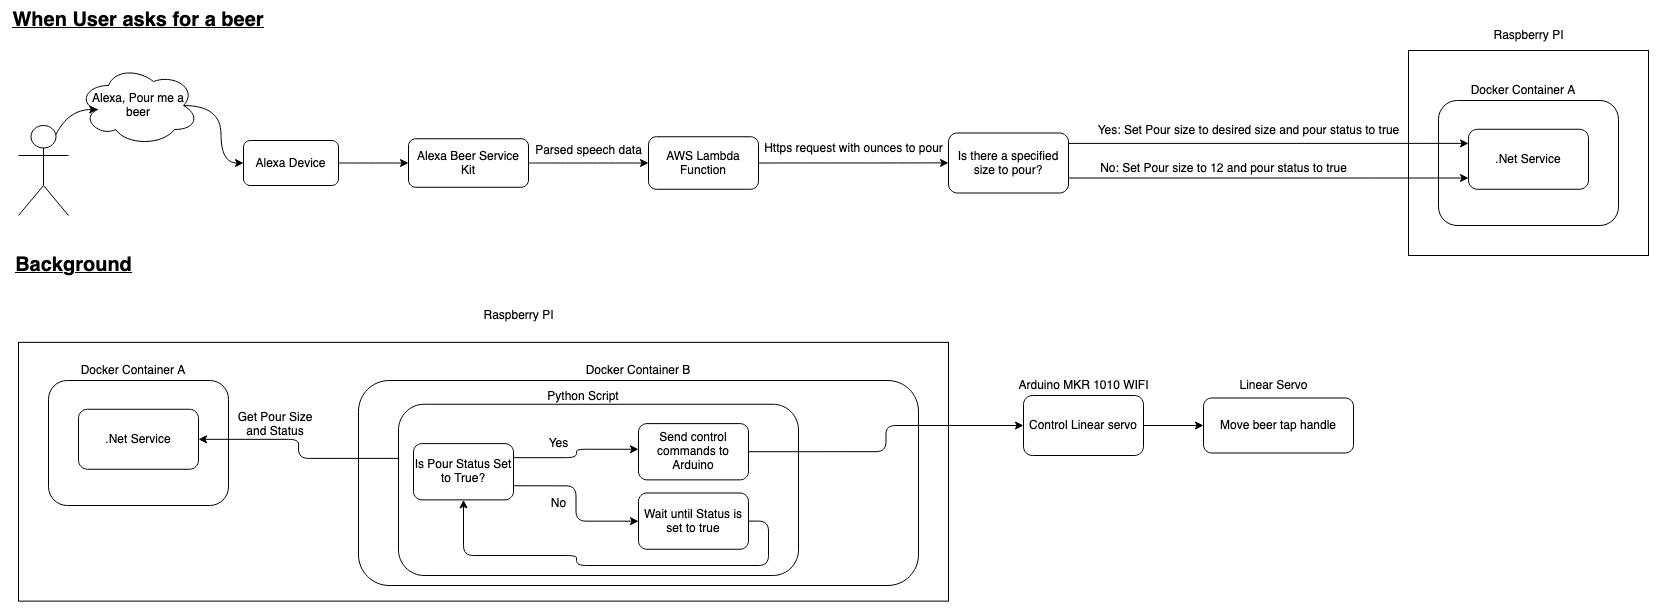 When User asks for a beer
Raspberry PI
Docker Container A
Alexa, Pour me a
beer
Alexa Device
Alexa Beer Service
Kit
Parsed speech data
AWS Lambda
Function
Https request with ounces to pour
Is there a specified
size to pour?
Yes: Set Pour size to desired size and pour status to true
No: Set Pour size to 12 and pour status to true
.Net Service
Background
Raspberry PI
Docker Container A
.Net Service
Get Pour Size
and Status
Docker Container B
Python Script
Is Pour Status Set
to True?
Yes
No
Send control
commands to
Arduino
Wait until Status is
set to true
Arduino MKR 1010 WIFI
Control Linear servo
Linear Servo
Move beer tap handle